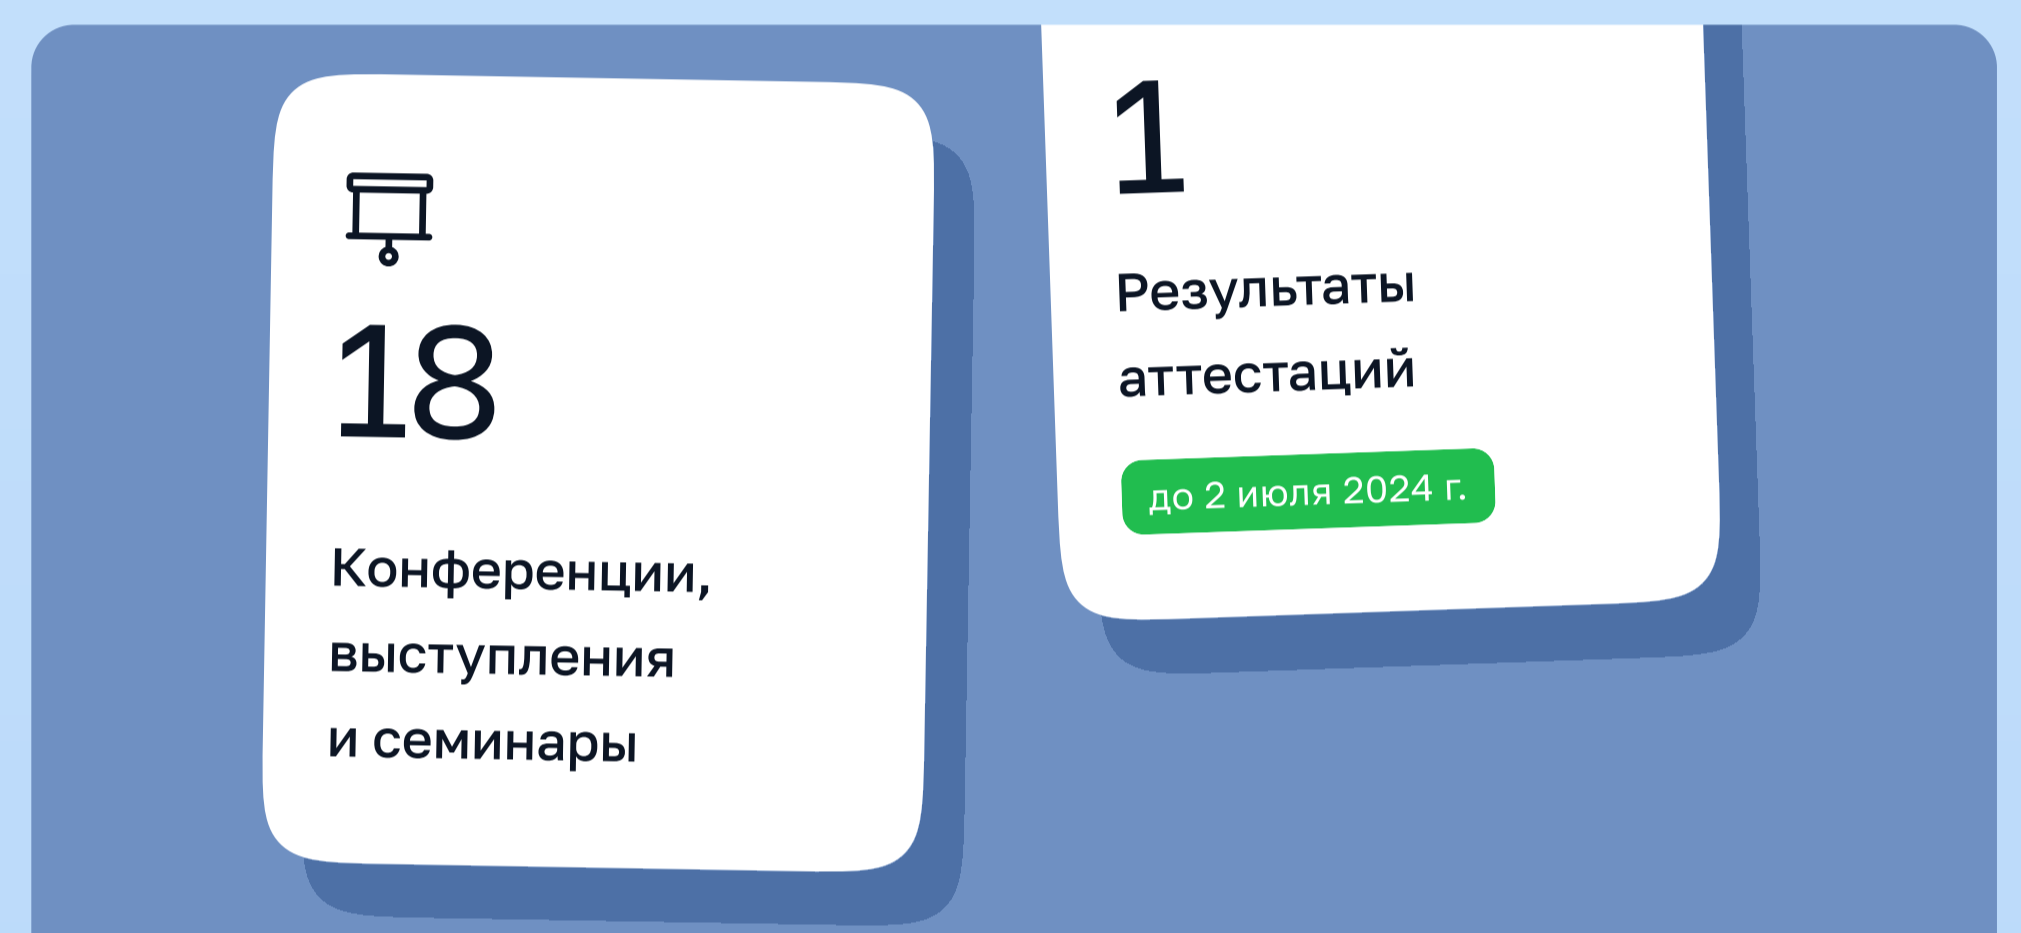 18
Конференции,
выступления
и семинары
1
Результаты
аттестаций
до 2 июля 2024 г.